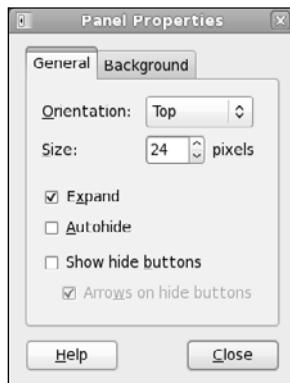 Panel Properties
General Background
Orientation: Top
Size: 24 pixels
Expand
Autohide
Show hide buttons
Arrows on hide buttons
Help Close